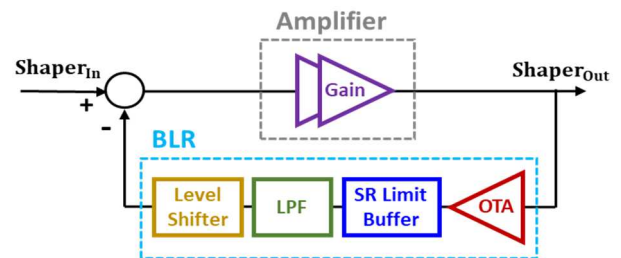 Amplifier
Shaper_In
Shaper_Out
+
Gain
-
BLR
Level
Shifter
LPF
SR Limit
Buffer
OTA